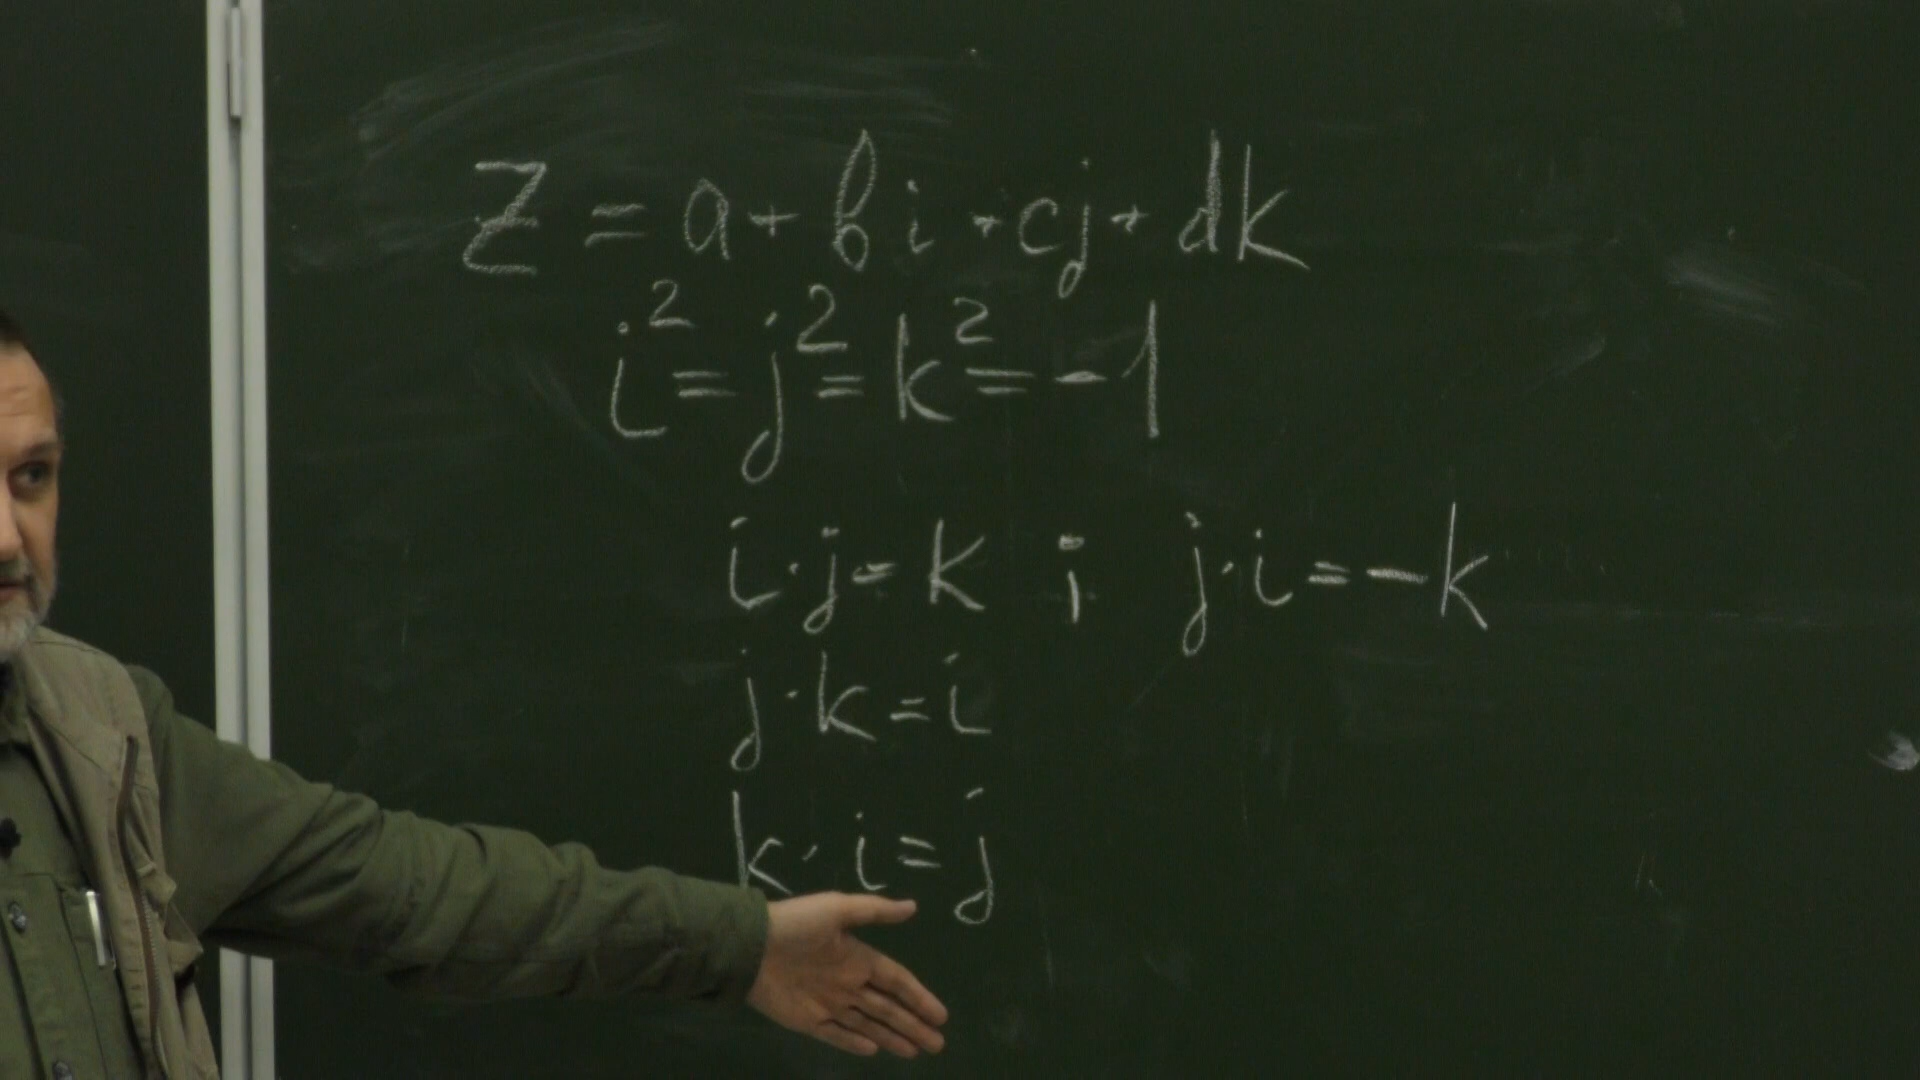 Z = a + bi + cj + dk
i² = j² = k² = -1
i · j = k ; j · i = -k
j · k = i
k · i = j